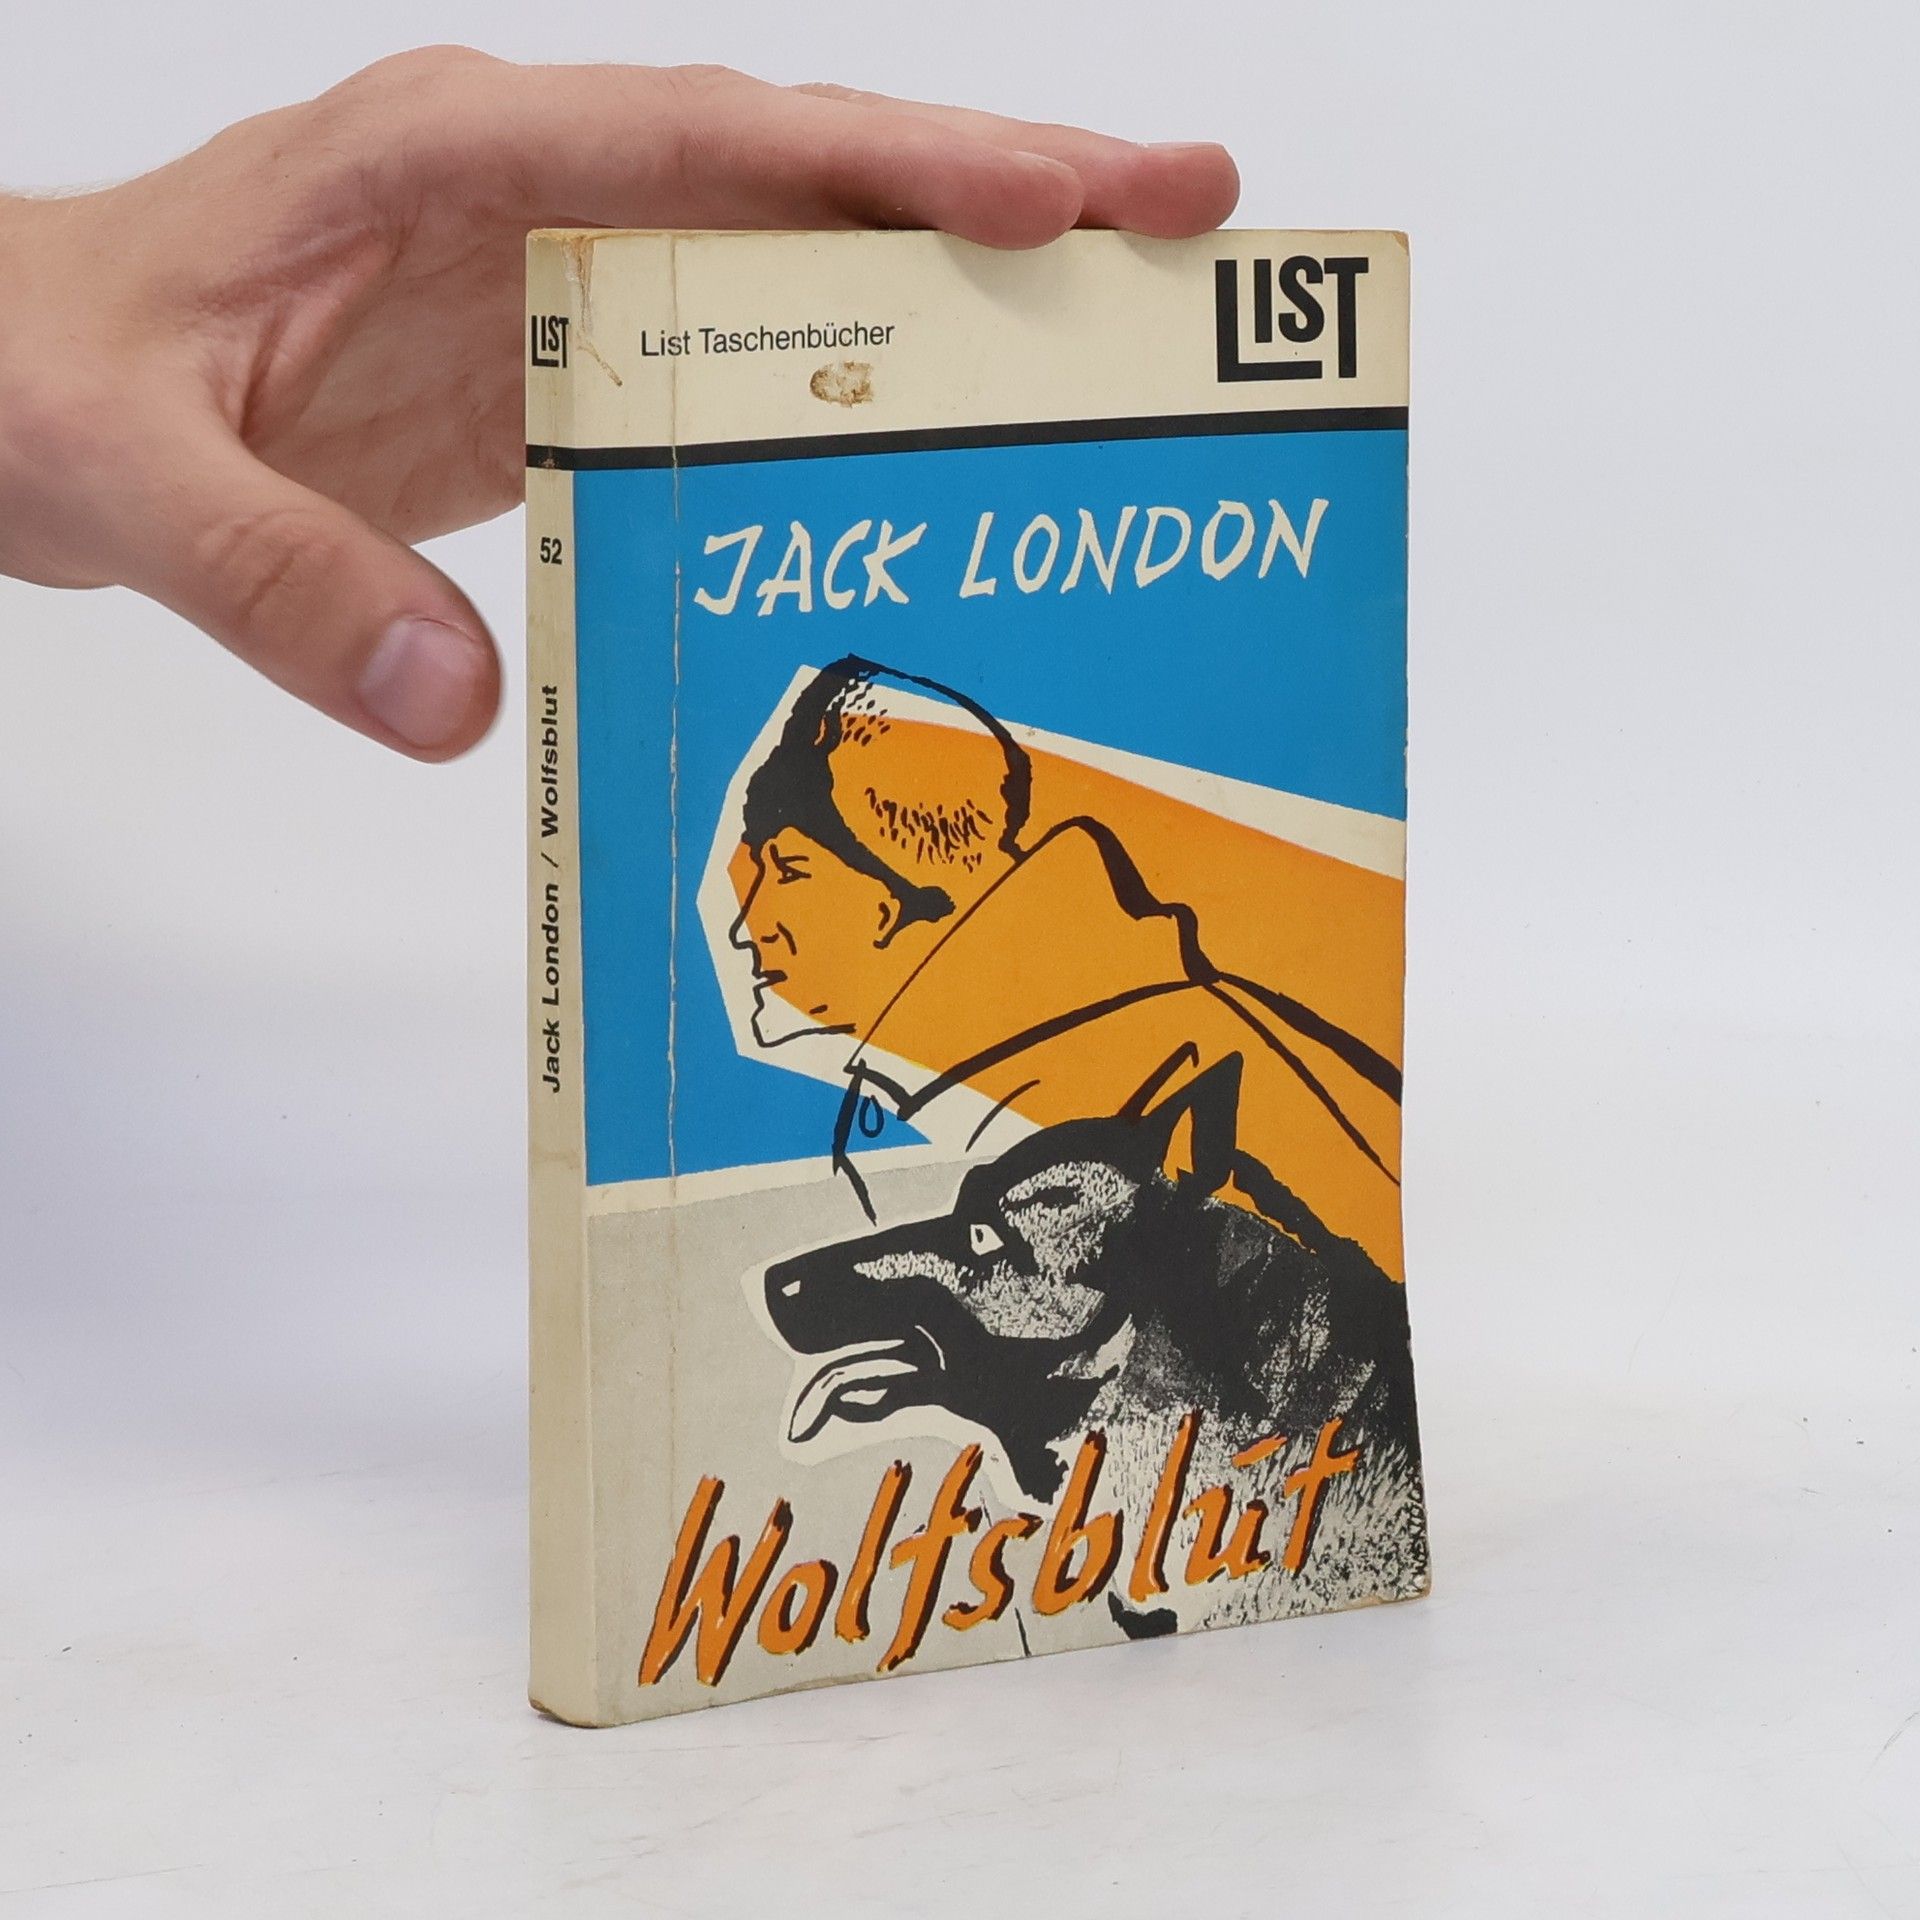 LIST
List Taschenbücher
LIST
52
Jack London / Wolfsblut
JACK LONDON
Wolfsblut